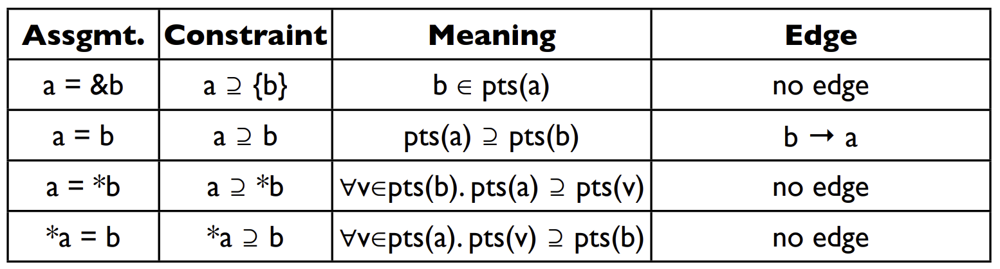 Assgmt. Constraint Meaning Edge
a = &b a ⊇ {b} b ∈ pts(a) no edge
a = b a ⊇ b pts(a) ⊇ pts(b) b → a
a = *b a ⊇ *b ∀v∈pts(b). pts(a) ⊇ pts(v) no edge
*a = b *a ⊇ b ∀v∈pts(a). pts(v) ⊇ pts(b) no edge